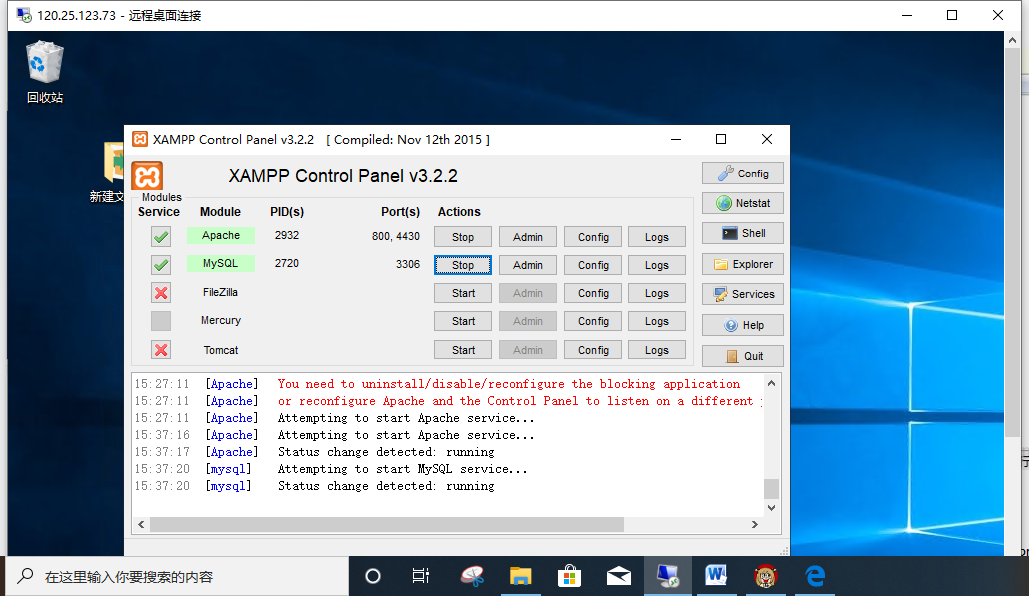 120.25.123.73 - 远程桌面连接
回收站
新建文
XAMPP Control Panel v3.2.2 [ Compiled: Nov 12th 2015 ]
XAMPP Control Panel v3.2.2
Config
Modules
Service Module PID(s) Port(s) Actions
Netstat
Apache 2932 800, 4430 Stop Admin Config Logs
Shell
MySQL 2720 3306 Stop Admin Config Logs
Explorer
FileZilla Start Admin Config Logs
Services
Mercury Start Admin Config Logs
Help
Tomcat Start Admin Config Logs
Quit
15:27:11 [Apache] You need to uninstall/disable/reconfigure the blocking application
15:27:11 [Apache] or reconfigure Apache and the Control Panel to listen on a different
15:27:11 [Apache] Attempting to start Apache service...
15:37:16 [Apache] Attempting to start Apache service...
15:37:17 [Apache] Status change detected: running
15:37:20 [mysql] Attempting to start MySQL service...
15:37:20 [mysql] Status change detected: running
在这里输入你要搜索的内容